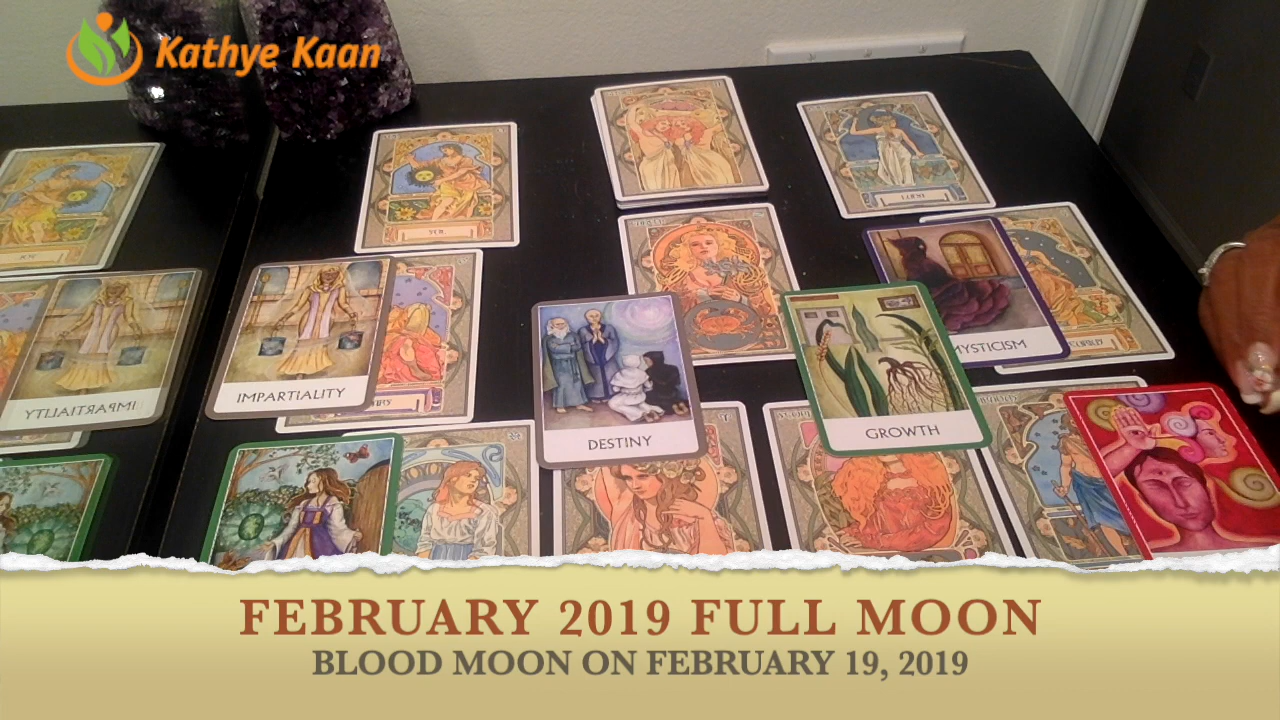 Kathye Kaan
IMPARTIALITY
IMPARTIALITY
DESTINY
GROWTH
MYSTICISM
FEBRUARY 2019 FULL MOON
BLOOD MOON ON FEBRUARY 19, 2019